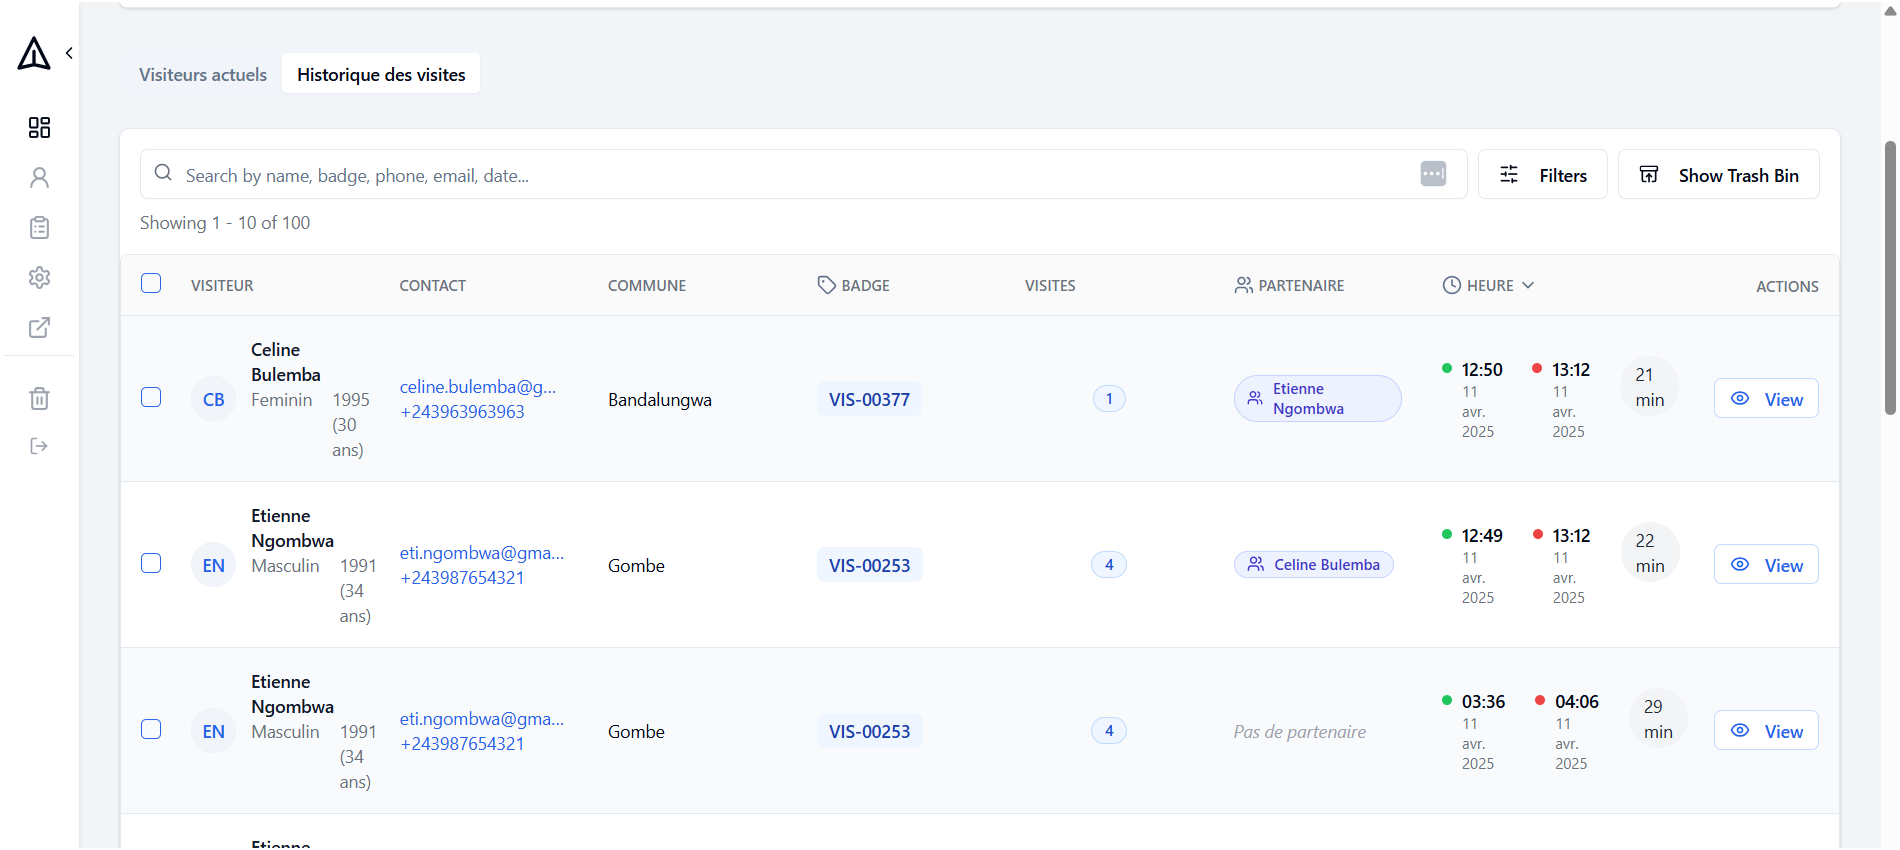 Visiteurs actuels
Historique des visites
Search by name, badge, phone, email, date...
Filters
Show Trash Bin
Showing 1 - 10 of 100
VISITEUR CONTACT COMMUNE BADGE VISITES PARTENAIRE HEURE ACTIONS
CB
Celine
Bulemba
Feminin
1995
(30
ans)
celine.bulemba@g...
+243963963963
Bandalungwa
VIS-00377
1
Etienne
Ngombwa
12:50
11
avr.
2025
13:12
11
avr.
2025
21
min
View
EN
Etienne
Ngombwa
Masculin
1991
(34
ans)
eti.ngombwa@gma...
+243987654321
Gombe
VIS-00253
4
Celine Bulemba
12:49
11
avr.
2025
13:12
11
avr.
2025
22
min
View
EN
Etienne
Ngombwa
Masculin
1991
(34
ans)
eti.ngombwa@gma...
+243987654321
Gombe
VIS-00253
4
Pas de partenaire
03:36
11
avr.
2025
04:06
11
avr.
2025
29
min
View
Etienne